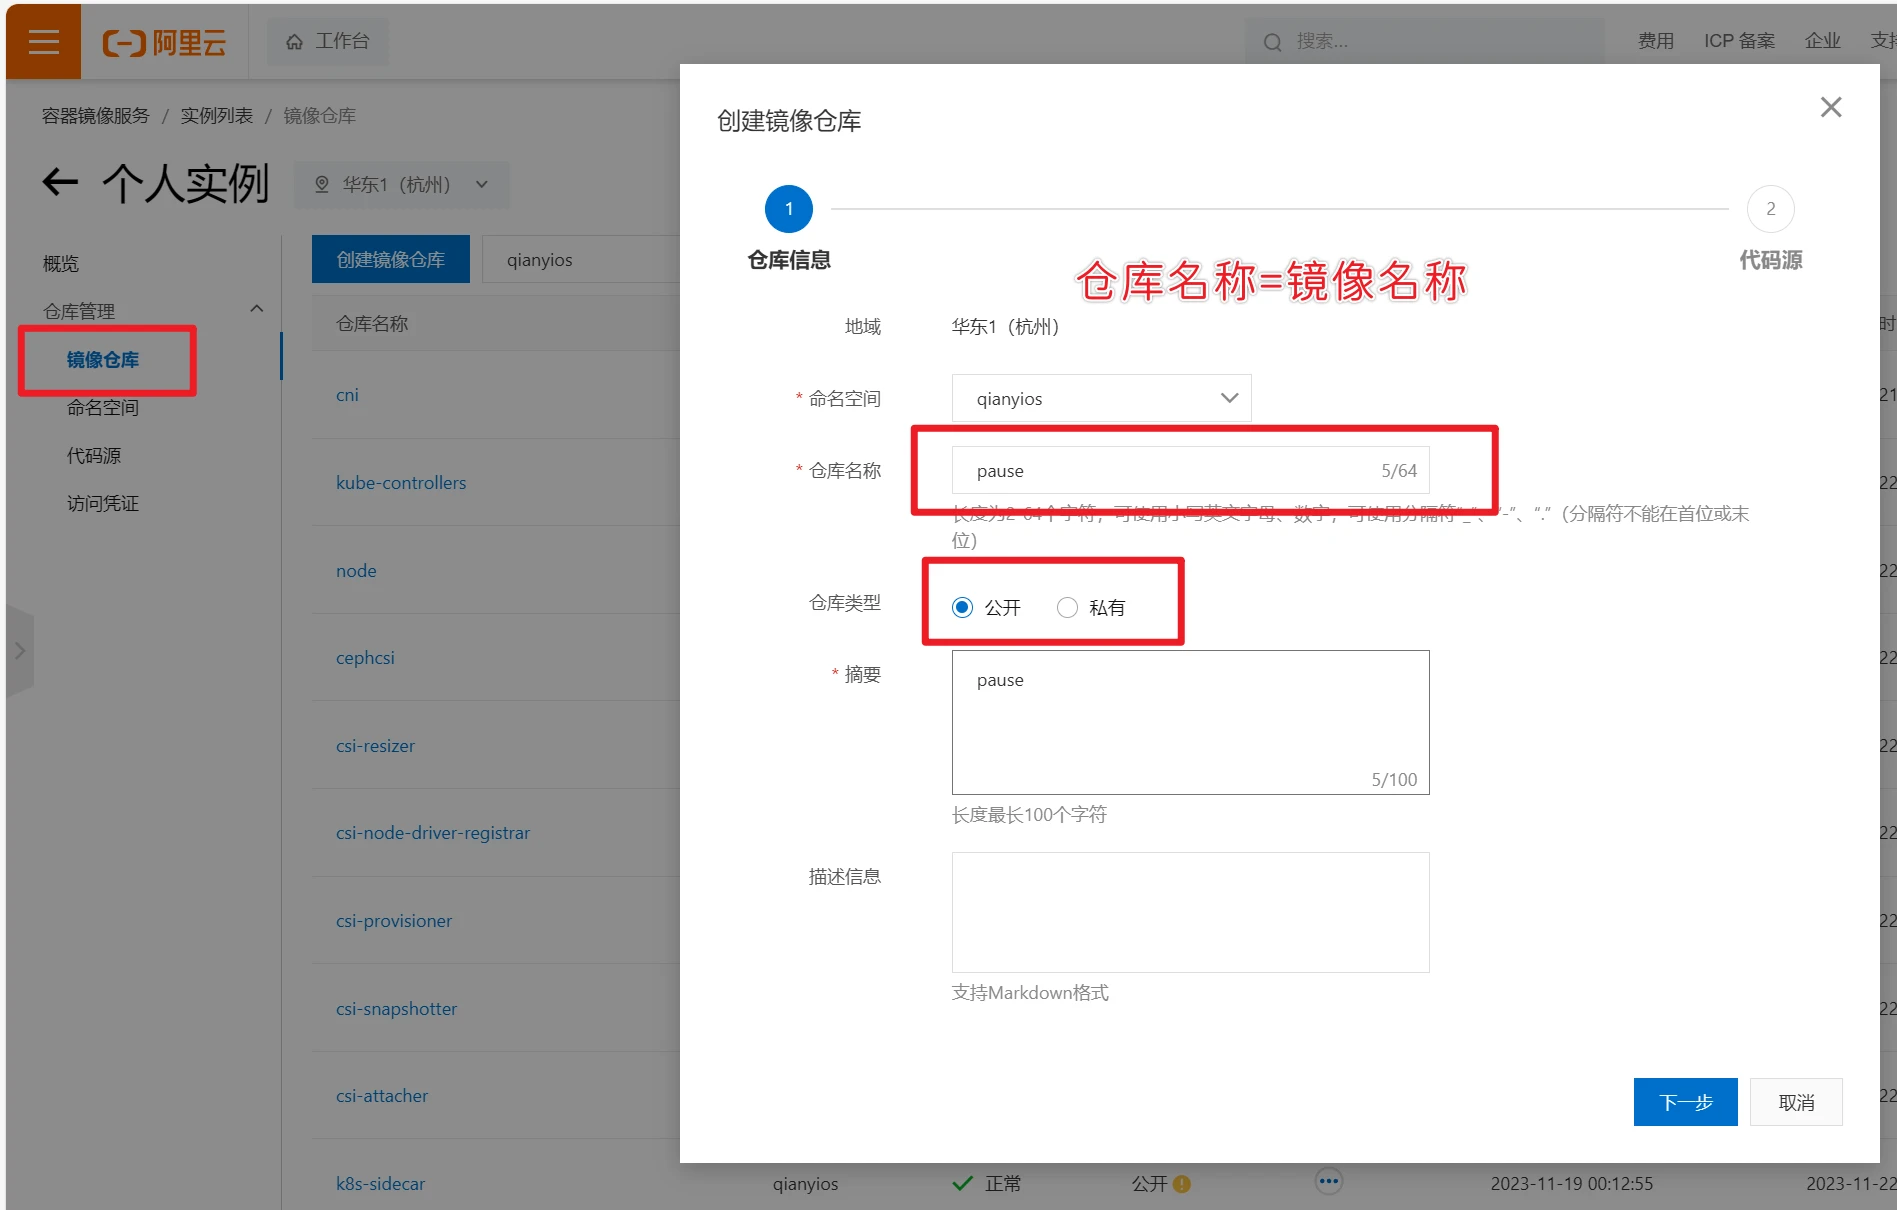 阿里云
工作台
搜索...
费用
ICP 备案
企业
容器镜像服务 / 实例列表 / 镜像仓库
个人实例
华东1（杭州）
概览
仓库管理
镜像仓库
命名空间
代码源
访问凭证
创建镜像仓库
qianyios
仓库名称
cni
kube-controllers
node
cephcsi
csi-resizer
csi-node-driver-registrar
csi-provisioner
csi-snapshotter
csi-attacher
k8s-sidecar
qianyios
正常
公开
2023-11-19 00:12:55
2023-11-22
创建镜像仓库
1
仓库信息
2
代码源
仓库名称=镜像名称
地域
华东1（杭州）
* 命名空间
qianyios
* 仓库名称
pause
5/64
长度为2-64个字符，可使用小写英文字母、数字，可使用分隔符“_”、“-”、“.”（分隔符不能在首位或末
位）
仓库类型
公开
私有
* 摘要
pause
5/100
长度最长100个字符
描述信息
支持Markdown格式
下一步
取消